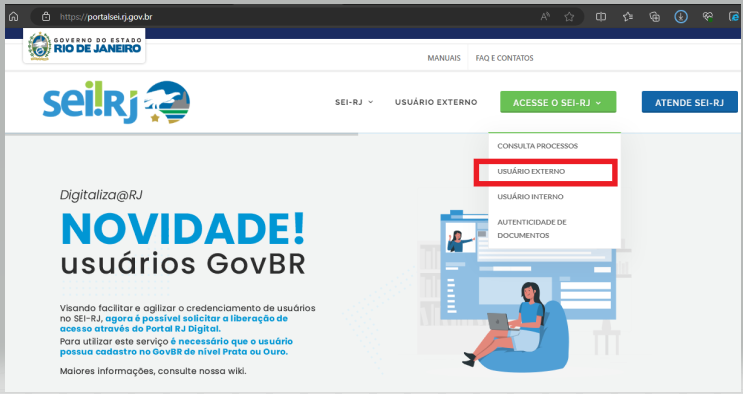 https://portalsei.rj.gov.br
GOVERNO DO ESTADO
RIO DE JANEIRO
MANUAIS FAQ E CONTATOS
sei!RJ
SEI-RJ USUÁRIO EXTERNO ACESSE O SEI-RJ ATENDE SEI-RJ
CONSULTA PROCESSOS
USUÁRIO EXTERNO
USUÁRIO INTERNO
AUTENTICIDADE DE
DOCUMENTOS
Digitaliza@RJ
NOVIDADE!
usuários GovBR
Visando facilitar e agilizar o credenciamento de usuários
no SEI-RJ, agora é possível solicitar a liberação de
acesso através do Portal RJ Digital.
Para utilizar este serviço é necessário que o usuário
possua cadastro no GovBR de nível Prata ou Ouro.
Maiores informações, consulte nossa wiki.